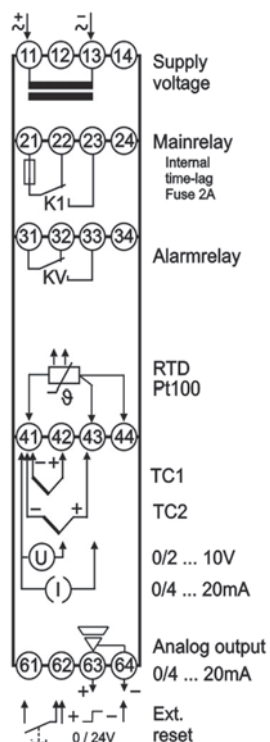 + −
~ ~
11 12 13 14
Supply
voltage
21 22 23 24
Mainrelay
Internal
time-lag
Fuse 2A
K1
31 32 33 34
Alarmrelay
KV
RTD
Pt100
ϑ
41 42 43 44
− +
TC1
− +
TC2
U
0/2 ... 10V
(I)
0/4 ... 20mA
Analog output
61 62 63 64
0/4 ... 20mA
+ −
+ −
Ext.
reset
0 / 24V